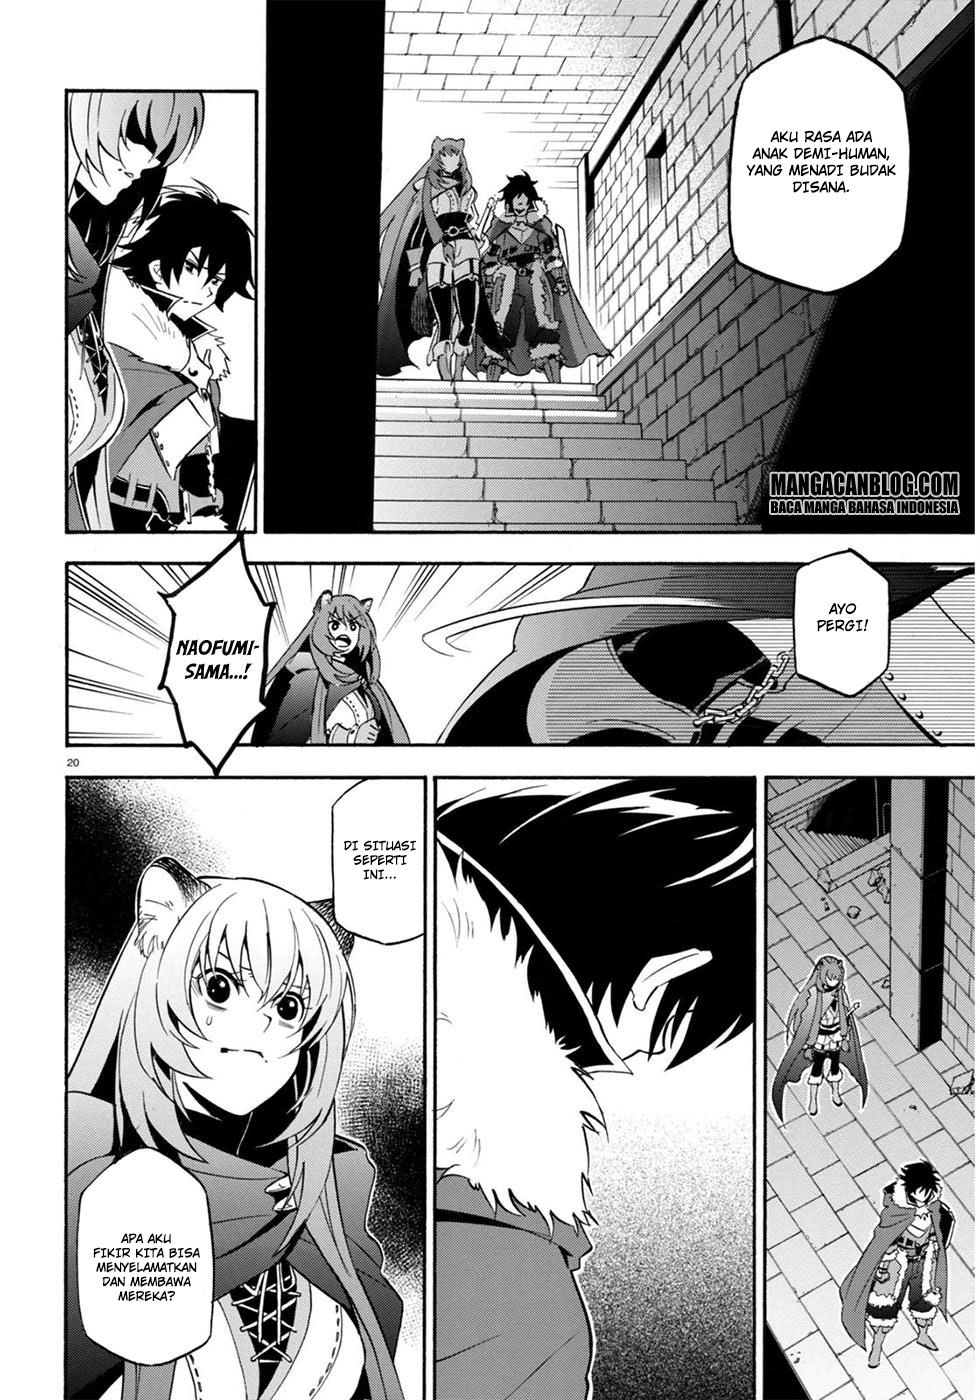 AKU RASA ADA
ANAK DEMI-HUMAN,
YANG MENADI BUDAK
DISANA.
MANGACANBLOG.COM
BACA MANGA BAHASA INDONESIA
AYO
PERGI!
NAOFUMI-
SAMA...!
20
DI SITUASI
SEPERTI
INI...
APA AKU
FIKIR KITA BISA
MENYELAMATKAN
DAN MEMBAWA
MEREKA?